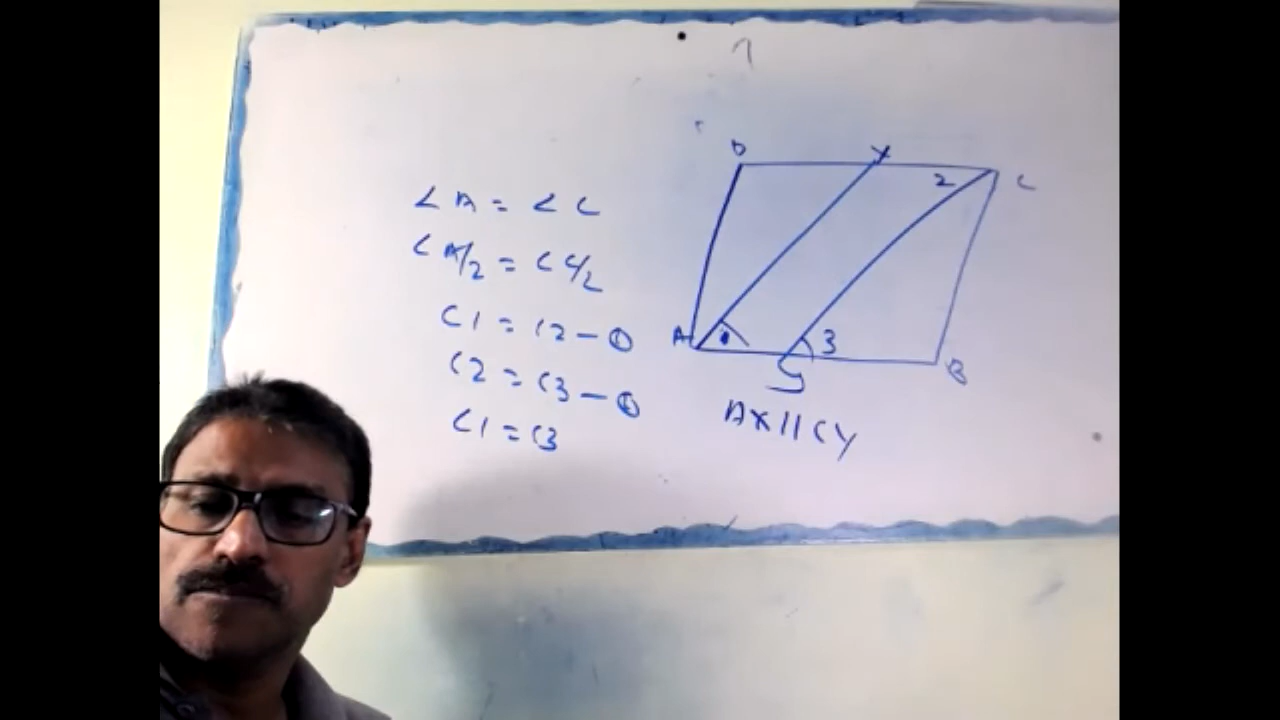 ∠A = ∠C
∠A/2 = ∠C/2
∠1 = ∠2 - ①
∠2 = ∠3 - ②
∠1 = ∠3
D X C
2
A 1 3
y B
AX || CY